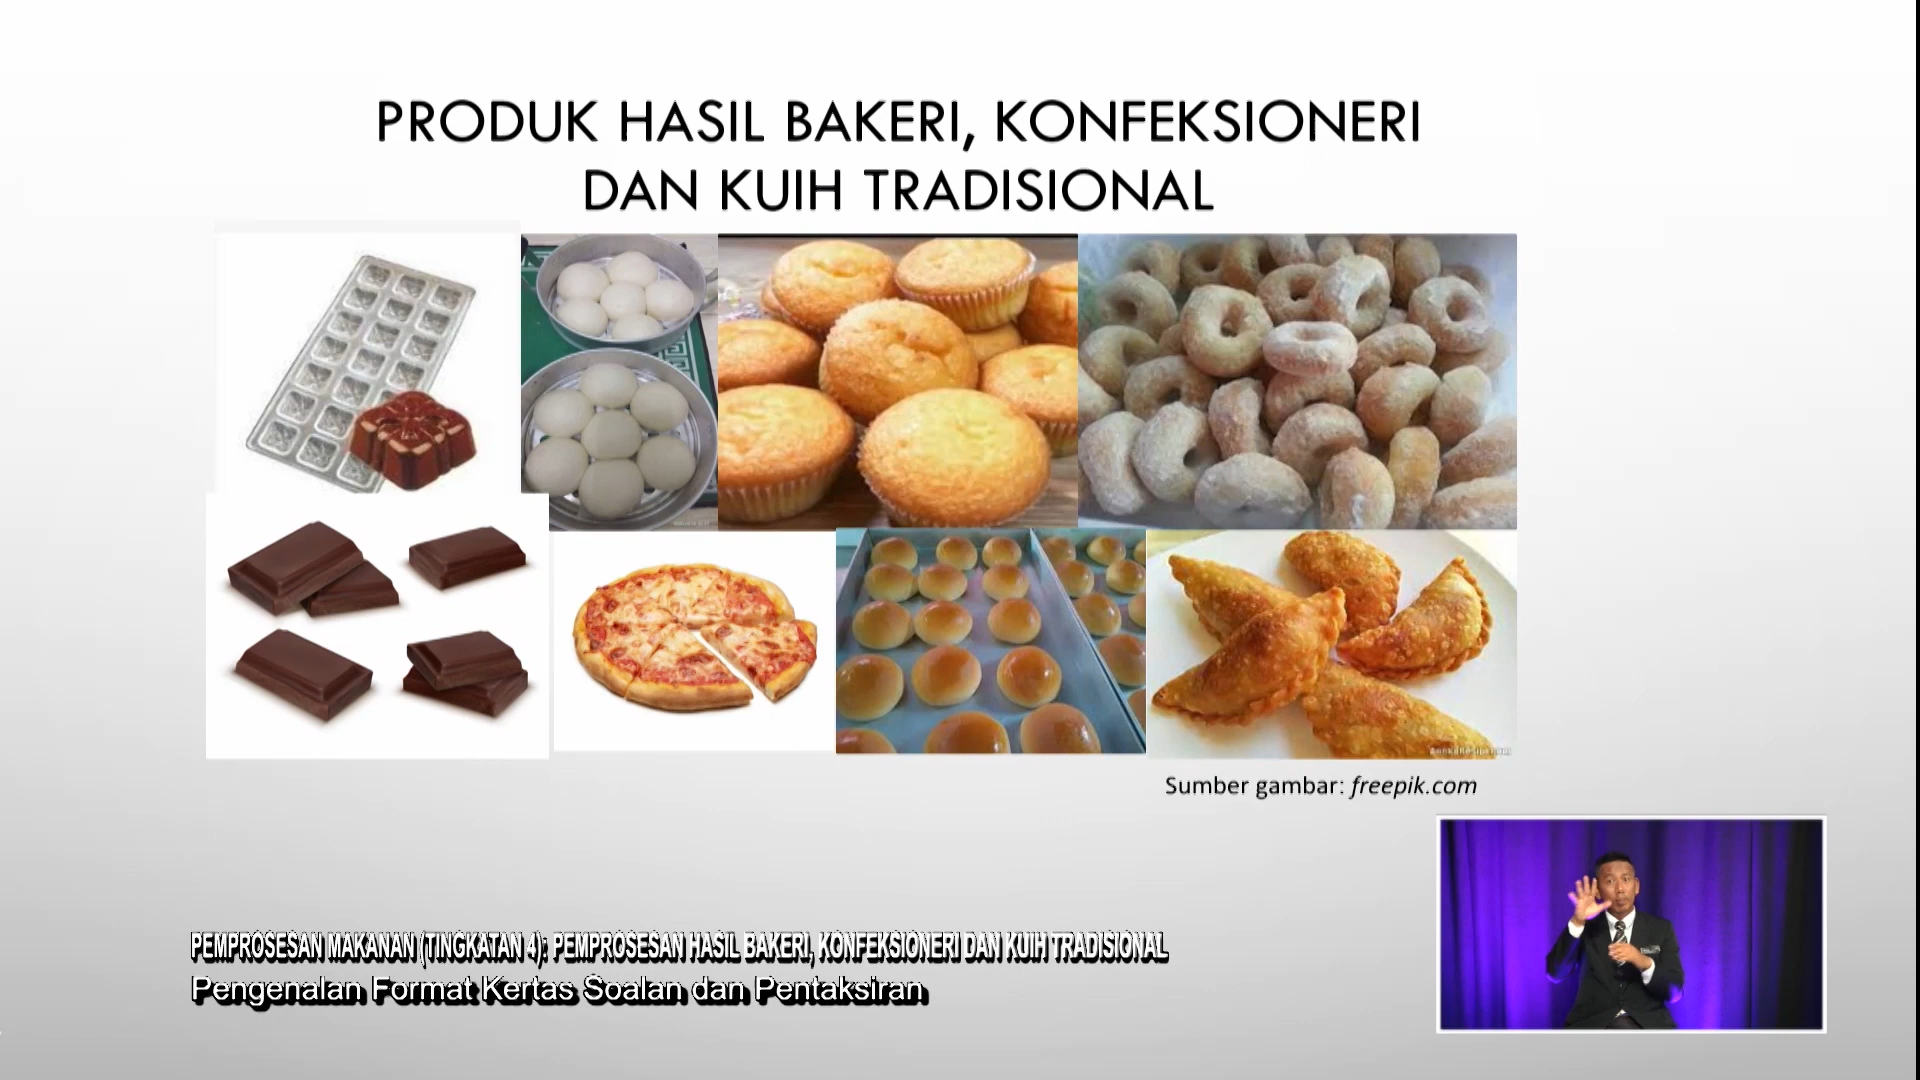 PRODUK HASIL BAKERI, KONFEKSIONERI
DAN KUIH TRADISIONAL
Sumber gambar: freepik.com
PEMPROSESAN MAKANAN (TINGKATAN 4): PEMPROSESAN HASIL BAKERI, KONFEKSIONERI DAN KUIH TRADISIONAL
Pengenalan Format Kertas Soalan dan Pentaksiran